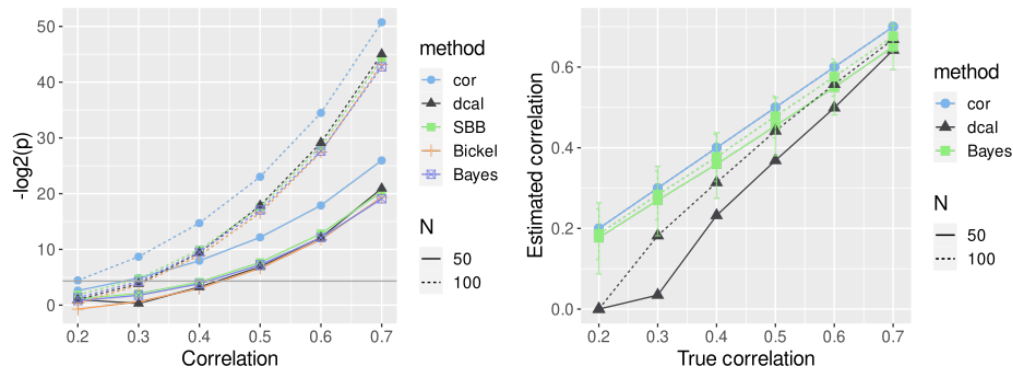 -log2(p)
50
40
30
20
10
0
0.2 0.3 0.4 0.5 0.6 0.7
Correlation
method
cor
dcal
SBB
Bickel
Bayes
N
50
100
Estimated correlation
0.6
0.4
0.2
0.0
0.2 0.3 0.4 0.5 0.6 0.7
True correlation
method
cor
dcal
Bayes
N
50
100